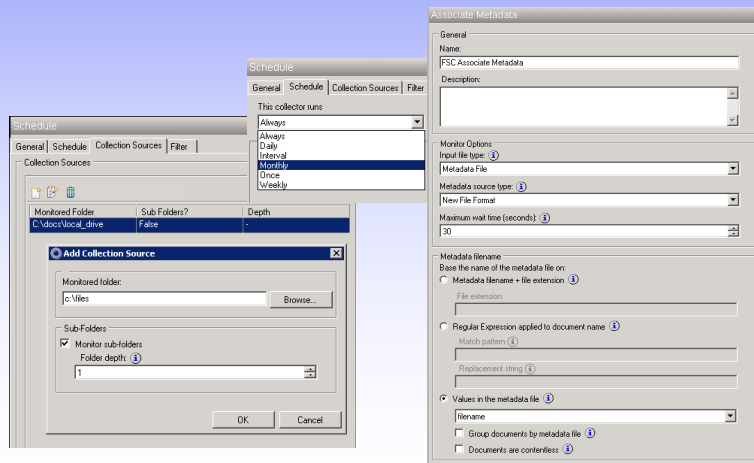 Schedule
General Schedule Collection Sources Filter
Collection Sources
Monitored Folder Sub Folders? Depth
C:\docs\local_drive False -
Add Collection Source
Monitored folder:
c:\files Browse...
Sub-Folders
Monitor sub-folders
Folder depth:
1
OK Cancel
Schedule
General Schedule Collection Sources Filter
This collector runs
Always
Always
Daily
Interval
Monthly
Once
Weekly
Associate Metadata
General
Name:
FSC Associate Metadata
Description:
Monitor Options
Input file type:
Metadata File
Metadata source type:
New File Format
Maximum wait time (seconds):
30
Metadata filename
Base the name of the metadata file on:
Metadata filename + file extension
File extension:
Regular Expression applied to document name
Match pattern
Replacement string
Values in the metadata file
filename
Group documents by metadata file
Documents are contentless